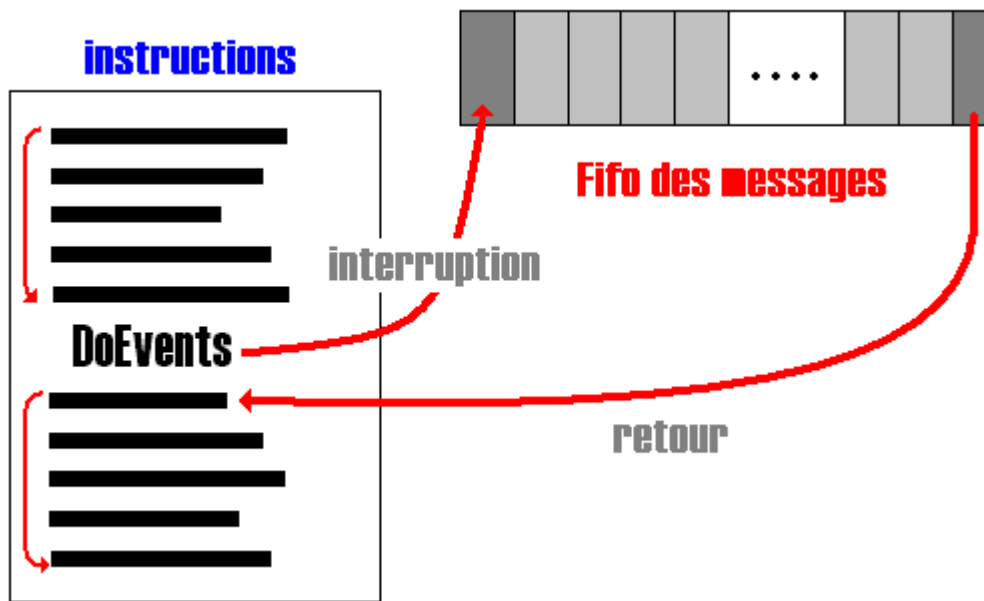 instructions
Fifo des messages
interruption
DoEvents
retour